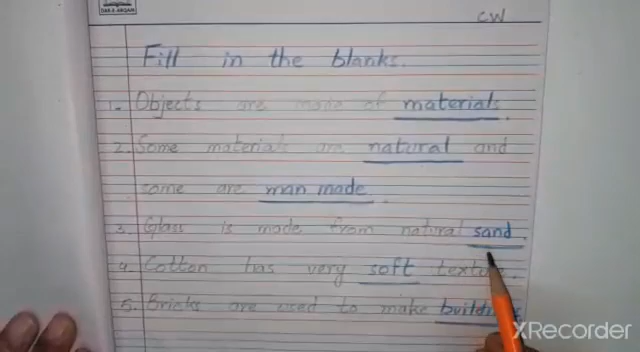 DAR-E-ARQAM
CW
Fill in the blanks.
1. Objects are made of materials.
2. Some materials are natural and
some are man made.
3. Glass is made from natural sand.
4. Cotton has very soft texture.
5. Bricks are used to make buildings
XRecorder